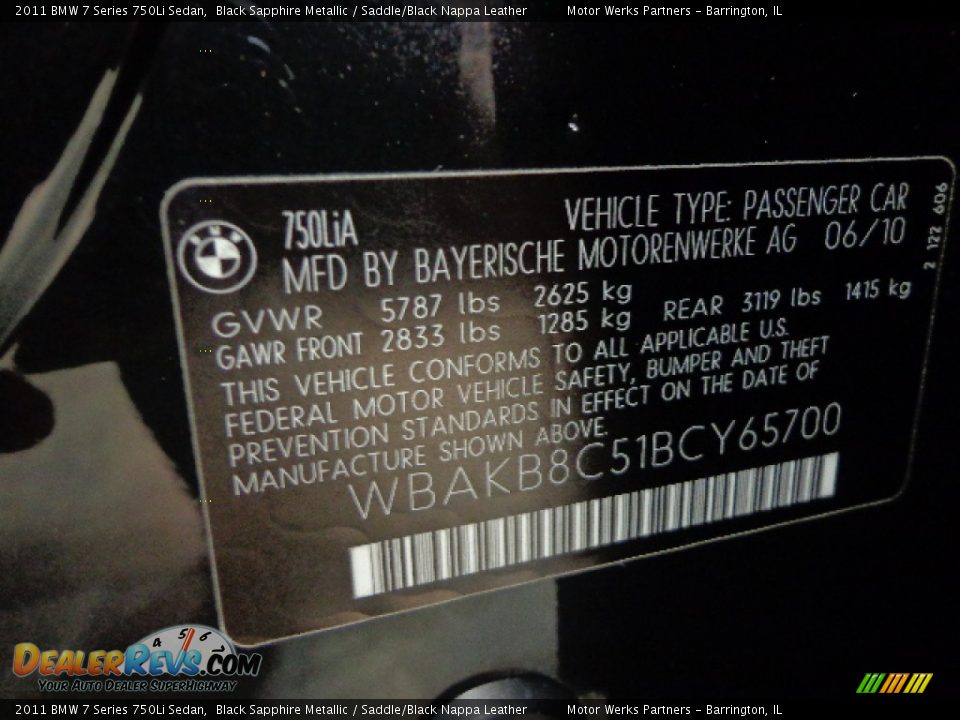 2011 BMW 7 Series 750Li Sedan, Black Sapphire Metallic / Saddle/Black Nappa Leather Motor Werks Partners - Barrington, IL
750LiA VEHICLE TYPE: PASSENGER CAR
MFD BY BAYERISCHE MOTORENWERKE AG 06/10
2 122 606
BMW
GVWR 5787 lbs 2625 kg
GAWR FRONT 2833 lbs 1285 kg REAR 3119 lbs 1415 kg
THIS VEHICLE CONFORMS TO ALL APPLICABLE U.S.
FEDERAL MOTOR VEHICLE SAFETY, BUMPER AND THEFT
PREVENTION STANDARDS IN EFFECT ON THE DATE OF
MANUFACTURE SHOWN ABOVE.
WBAKB8C51BCY65700
4 5 6
DEALERREVS.COM
YOUR AUTO DEALER SUPERHIGHWAY
2011 BMW 7 Series 750Li Sedan, Black Sapphire Metallic / Saddle/Black Nappa Leather Motor Werks Partners - Barrington, IL